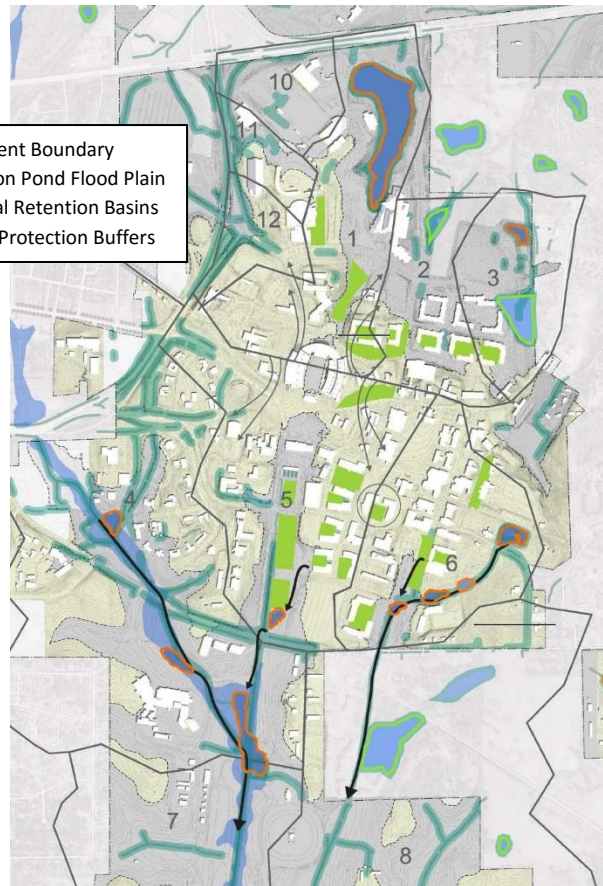 ent Boundary
on Pond Flood Plain
al Retention Basins
Protection Buffers
10
11
12
1
2
3
4
5
6
7
8